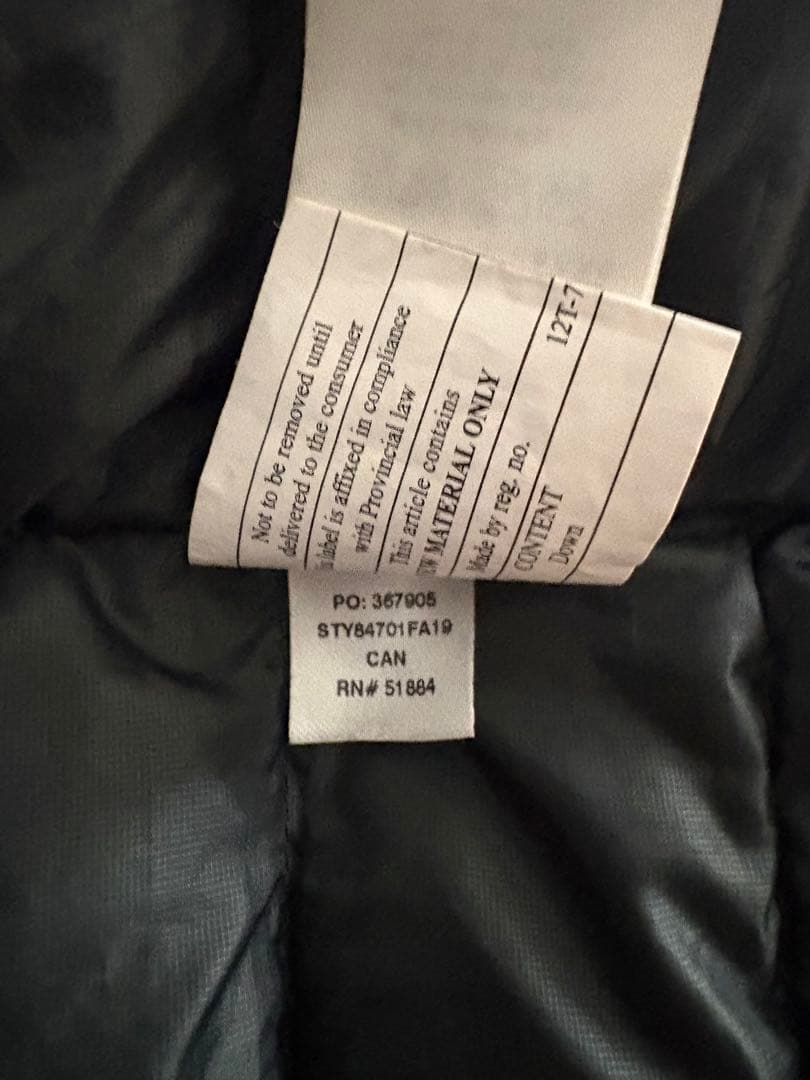 Not to be removed until
delivered to the consumer
label is affixed in compliance
with Provincial law
This article contains
NEW MATERIAL ONLY
Made by reg. no.
12T-7
CONTENT
Down
PO: 367905
STY84701FA19
CAN
RN# 51884